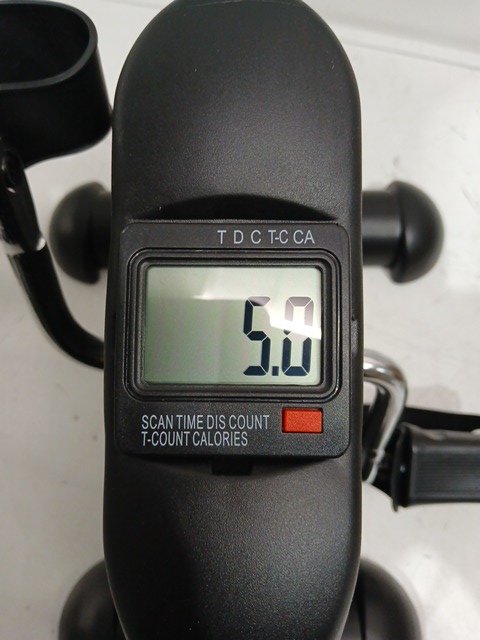 T D C T-C CA
5.0
SCAN TIME DIS COUNT
T-COUNT CALORIES